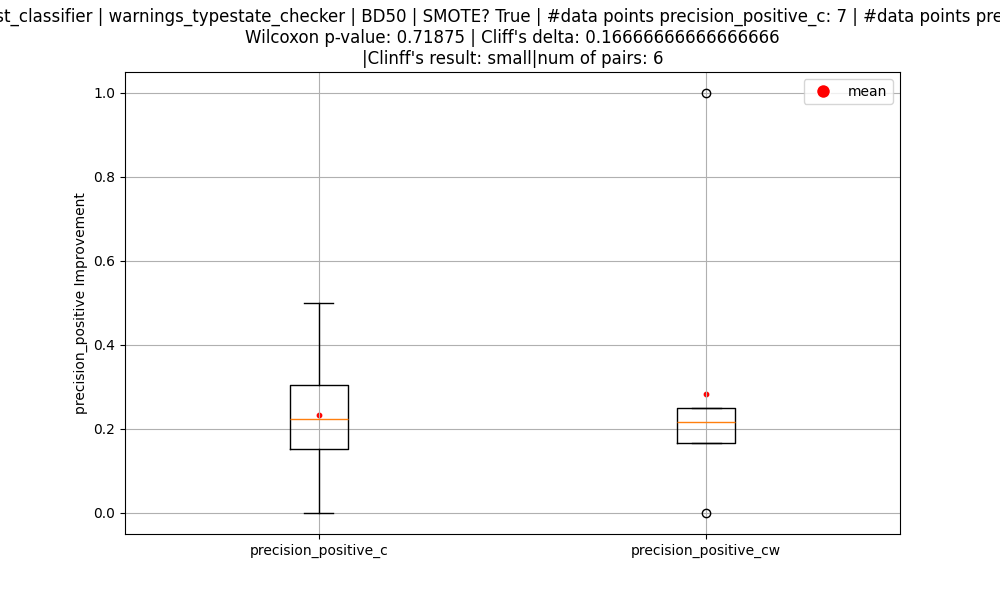 st_classifier | warnings_typestate_checker | BD50 | SMOTE? True | #data points precision_positive_c: 7 | #data points pre
Wilcoxon p-value: 0.71875 | Cliff's delta: 0.16666666666666666
|Clinff's result: small|num of pairs: 6
mean
1.0
0.8
0.6
0.4
0.2
0.0
precision_positive Improvement
precision_positive_c
precision_positive_cw